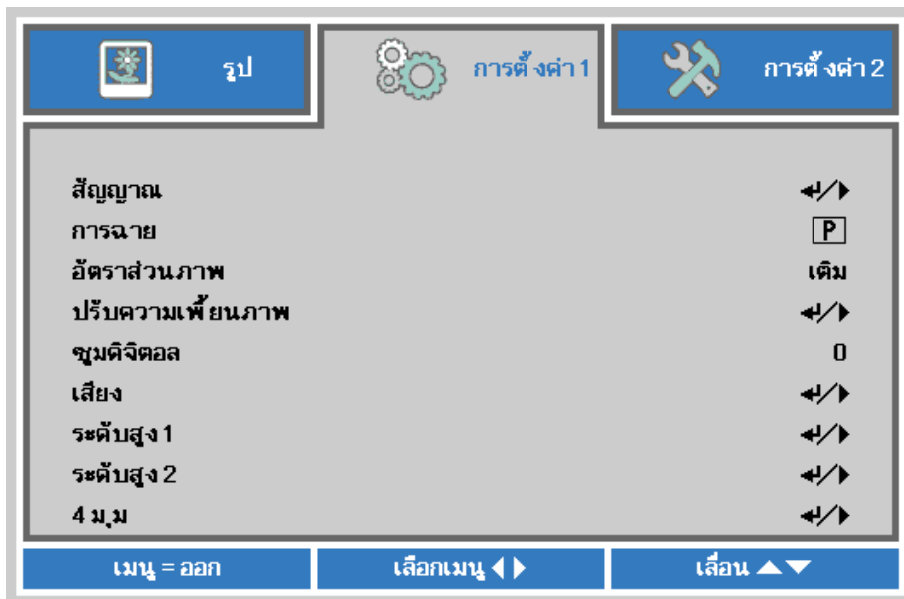 รูป
การตั้งค่า 1
การตั้งค่า 2
สัญญาณ
การฉาย P
อัตราส่วนภาพ เติม
ปรับความเพี้ยนภาพ
ซูมดิจิตอล 0
เสียง
ระดับสูง 1
ระดับสูง 2
4 มุม
เมนู = ออก
เลือกเมนู ◀ ▶
เลื่อน ▲▼